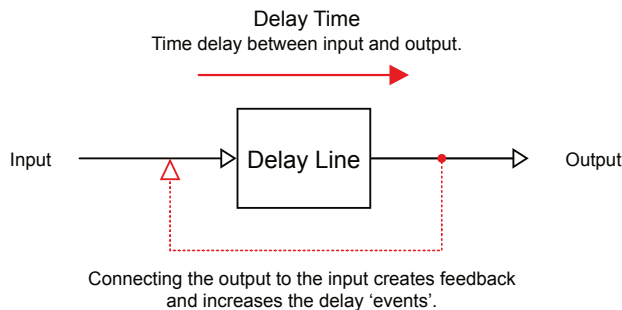 Delay Time
Time delay between input and output.
Input
Delay Line
Output
Connecting the output to the input creates feedback
and increases the delay ‘events’.